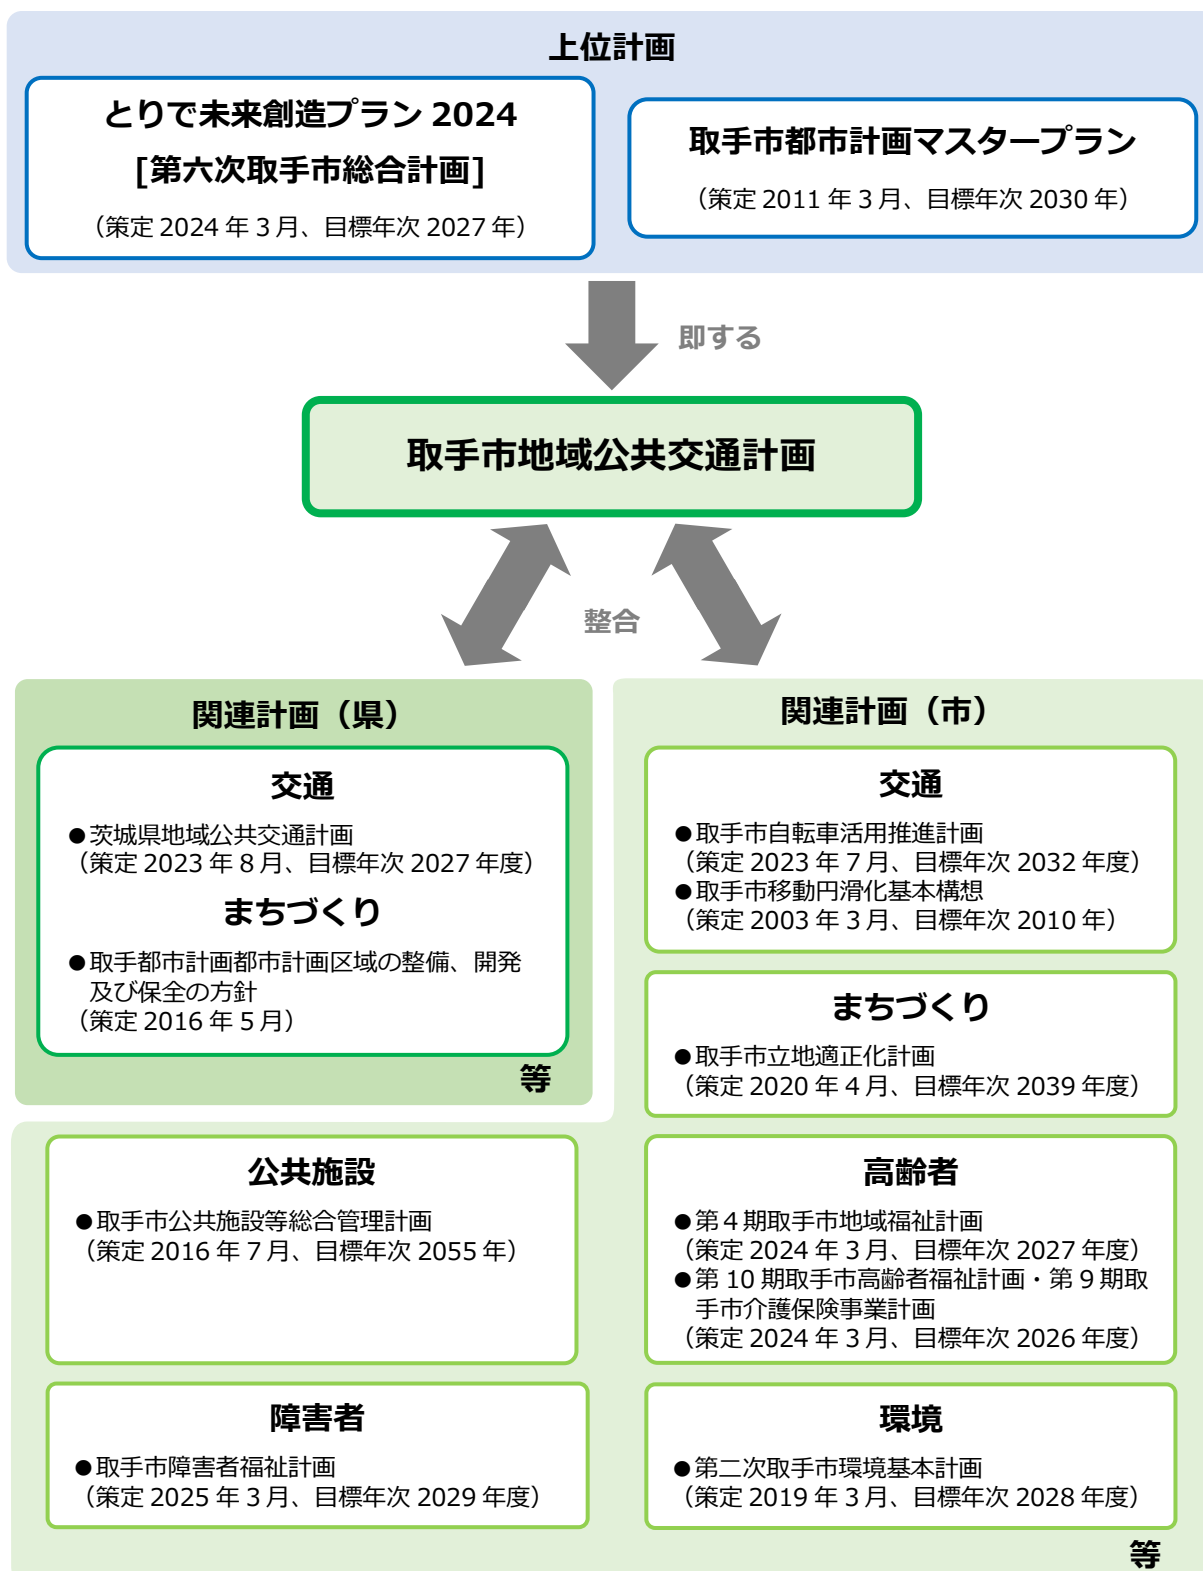 上位計画
とりで未来創造プラン 2024
[第六次取手市総合計画]
（策定 2024 年 3 月、目標年次 2027 年）
取手市都市計画マスタープラン
（策定 2011 年 3 月、目標年次 2030 年）
即する
取手市地域公共交通計画
整合
関連計画（県）
交通
●茨城県地域公共交通計画
（策定 2023 年 8 月、目標年次 2027 年度）
まちづくり
●取手都市計画都市計画区域の整備、開発
及び保全の方針
（策定 2016 年 5 月）
等
関連計画（市）
交通
●取手市自転車活用推進計画
（策定 2023 年 7 月、目標年次 2032 年度）
●取手市移動円滑化基本構想
（策定 2003 年 3 月、目標年次 2010 年）
まちづくり
●取手市立地適正化計画
（策定 2020 年 4 月、目標年次 2039 年度）
公共施設
●取手市公共施設等総合管理計画
（策定 2016 年 7 月、目標年次 2055 年）
高齢者
●第 4 期取手市地域福祉計画
（策定 2024 年 3 月、目標年次 2027 年度）
●第 10 期取手市高齢者福祉計画・第 9 期取
手市介護保険事業計画
（策定 2024 年 3 月、目標年次 2026 年度）
障害者
●取手市障害者福祉計画
（策定 2025 年 3 月、目標年次 2029 年度）
環境
●第二次取手市環境基本計画
（策定 2019 年 3 月、目標年次 2028 年度）
等